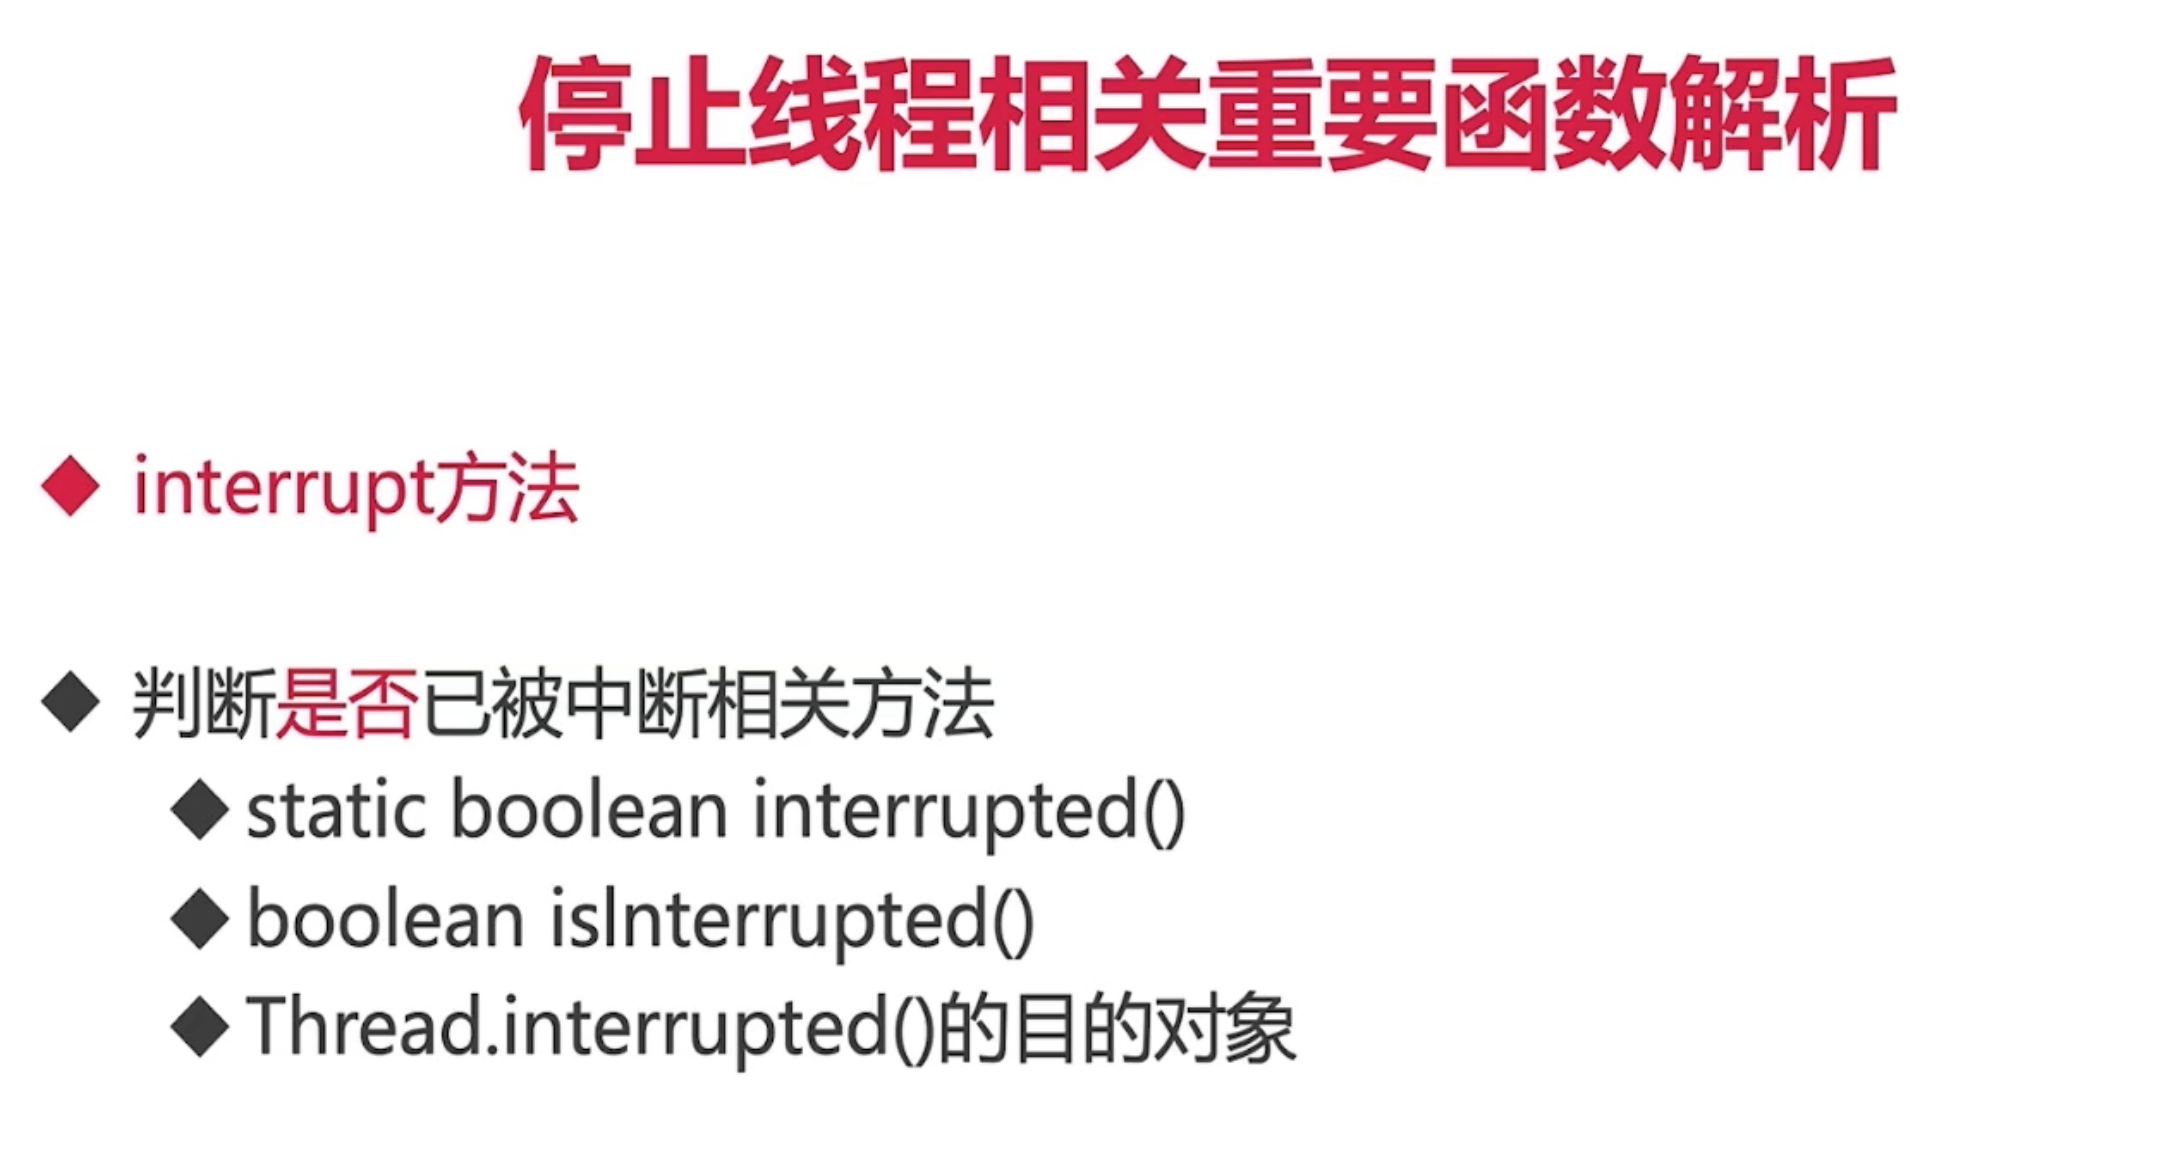 停止线程相关重要函数解析
interrupt方法
判断是否已被中断相关方法
static boolean interrupted()
boolean isInterrupted()
Thread.interrupted()的目的对象